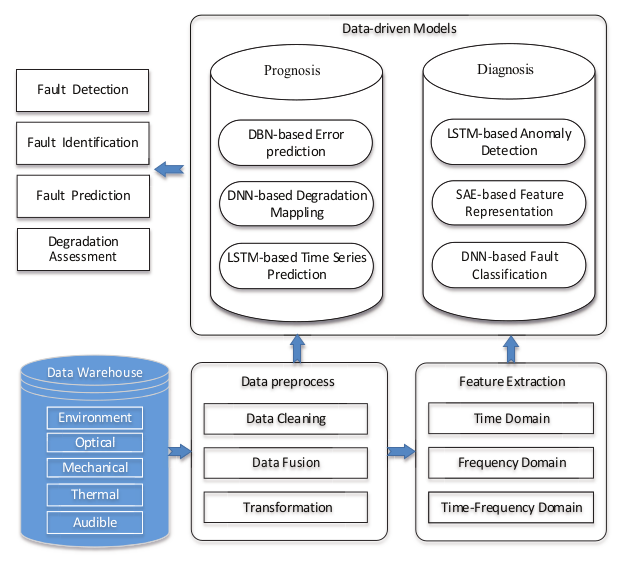 Data-driven Models
Prognosis
DBN-based Error
prediction
DNN-based Degradation
Mappling
LSTM-based Time Series
Prediction
Diagnosis
LSTM-based Anomaly
Detection
SAE-based Feature
Representation
DNN-based Fault
Classification
Fault Detection
Fault Identification
Fault Prediction
Degradation
Assessment
Data Warehouse
Environment
Optical
Mechanical
Thermal
Audible
Data preprocess
Data Cleaning
Data Fusion
Transformation
Feature Extraction
Time Domain
Frequency Domain
Time-Frequency Domain